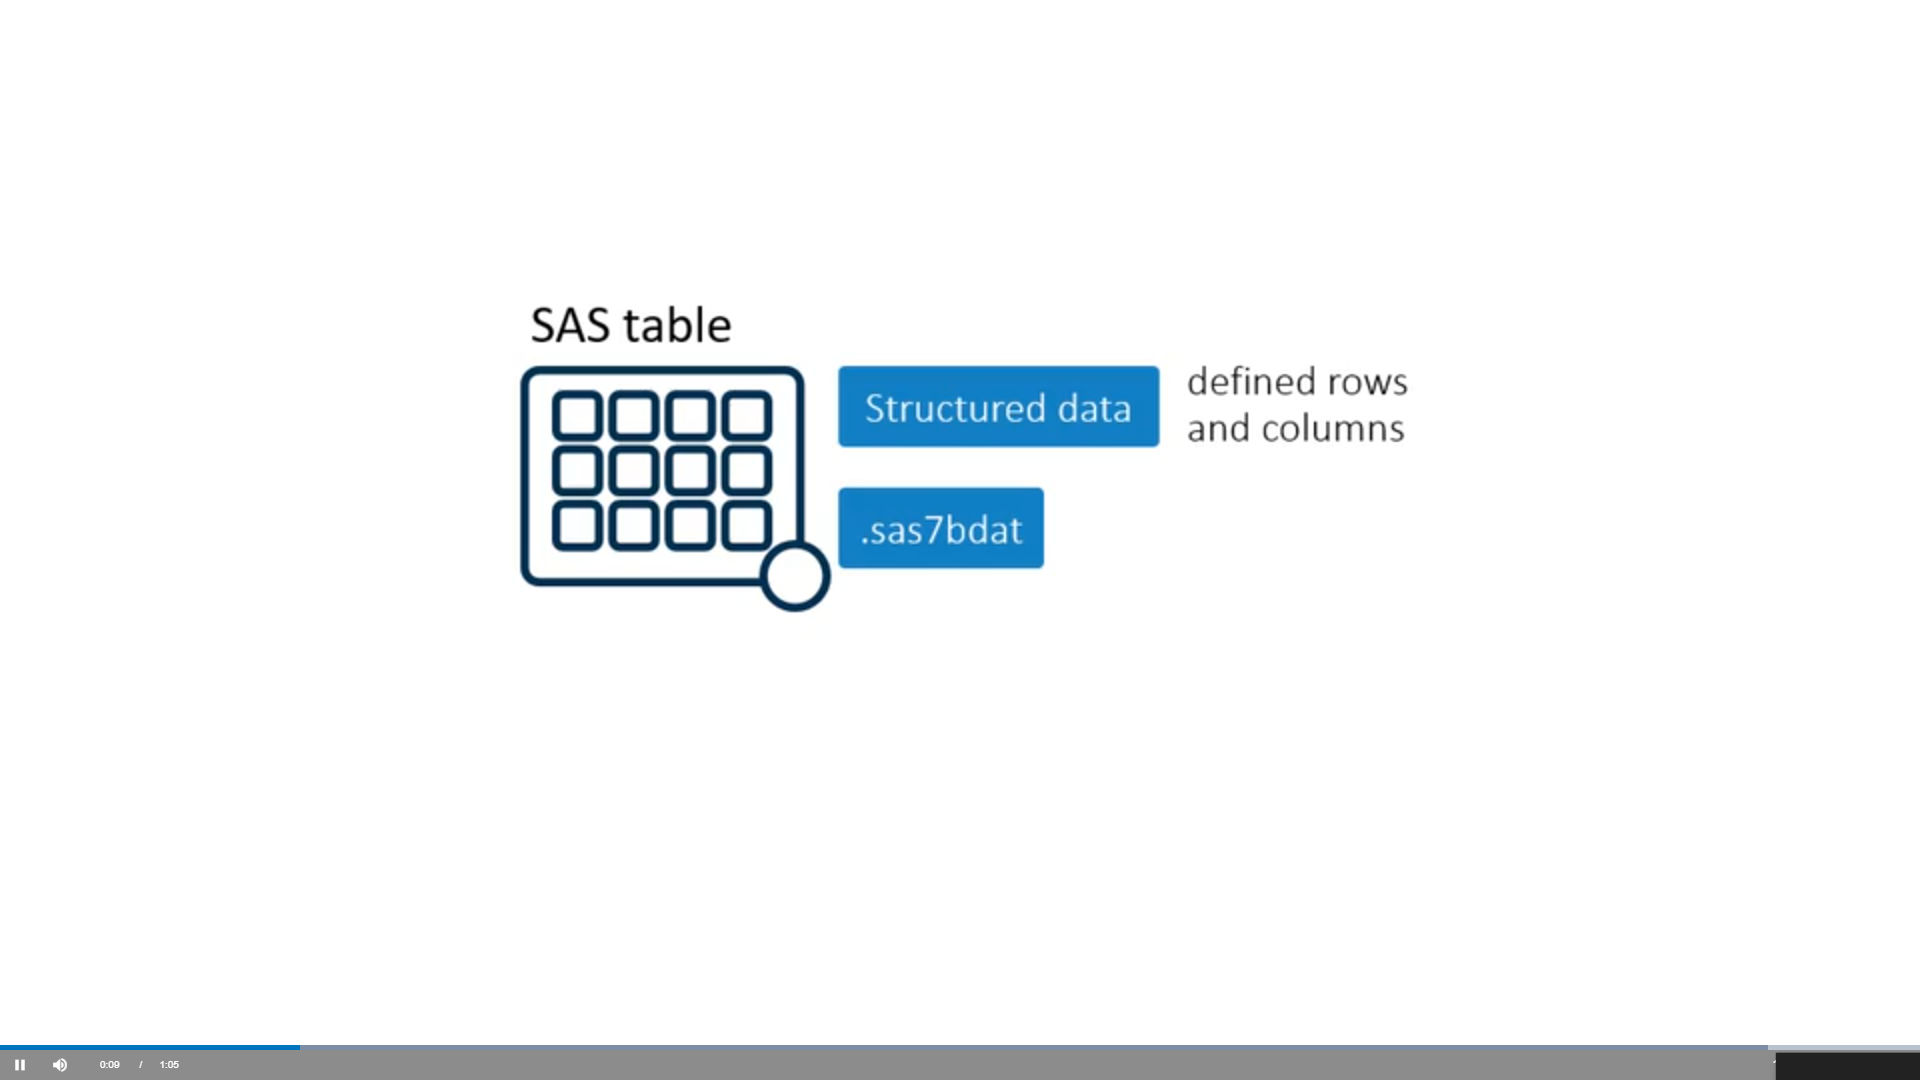 SAS table
Structured data
defined rows
and columns
.sas7bdat
0:09 / 1:05